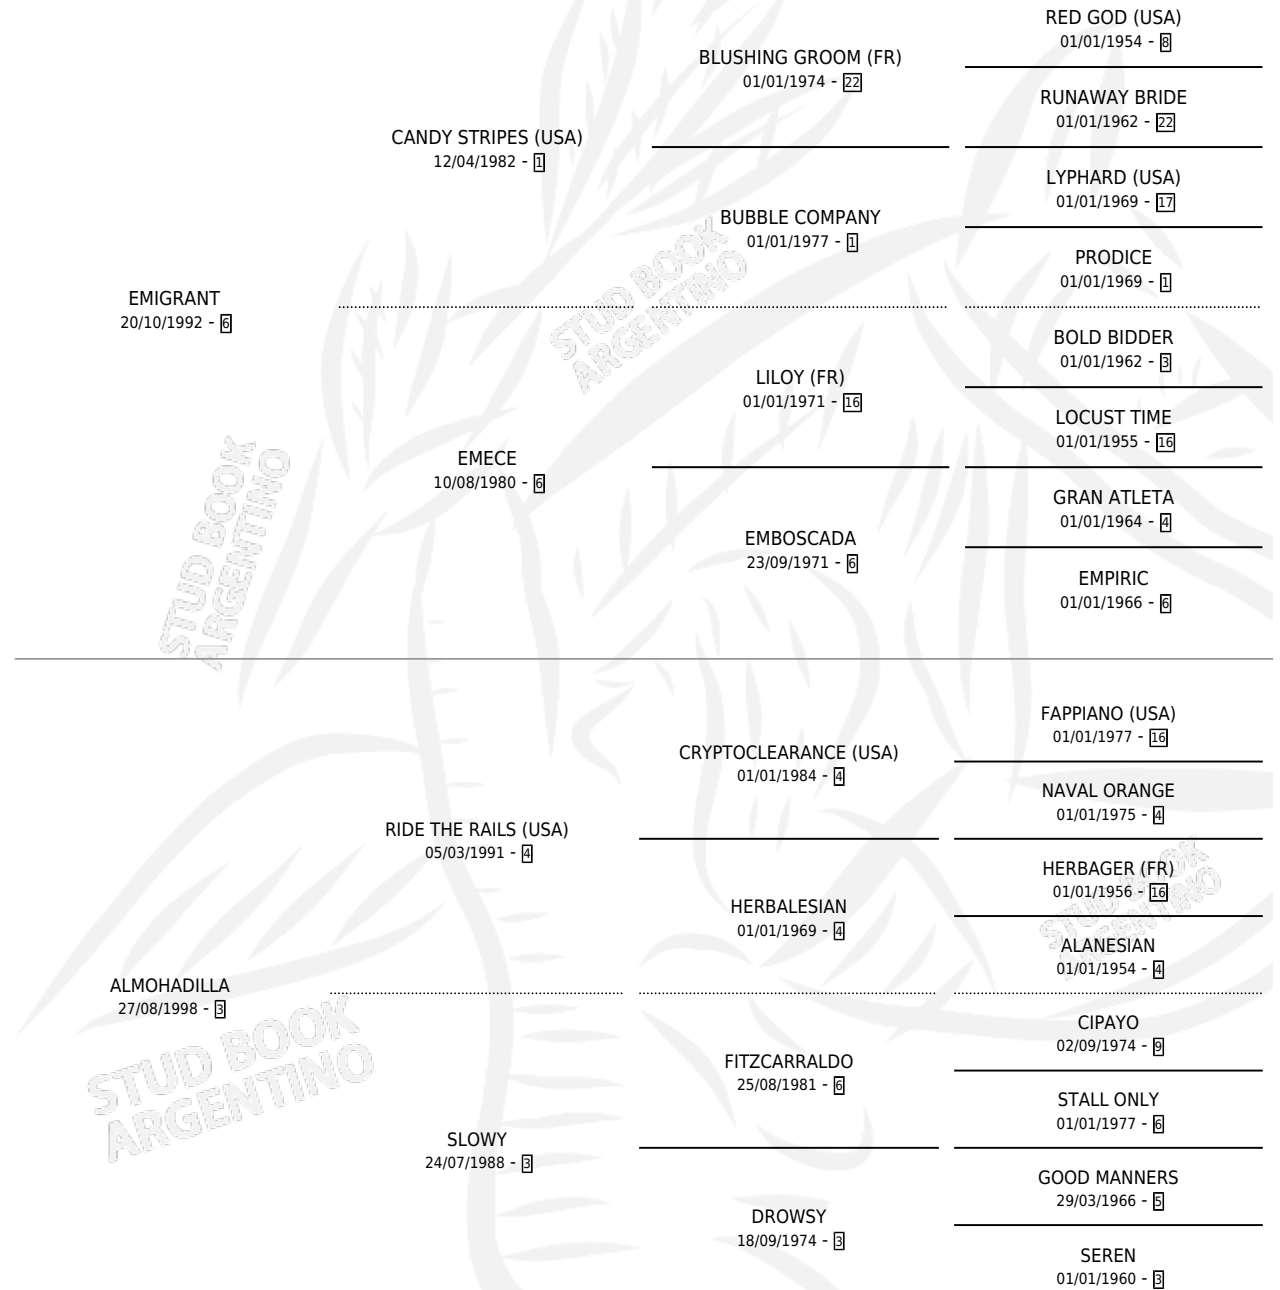 RED GOD (USA)
01/01/1954 - 8
BLUSHING GROOM (FR)
01/01/1974 - 22
RUNAWAY BRIDE
01/01/1962 - 22
CANDY STRIPES (USA)
12/04/1982 - 1
LYPHARD (USA)
01/01/1969 - 17
BUBBLE COMPANY
01/01/1977 - 1
PRODICE
01/01/1969 - 1
EMIGRANT
20/10/1992 - 6
STUD BOOK
ARGENTINO
BOLD BIDDER
01/01/1962 - 3
LILOY (FR)
01/01/1971 - 16
LOCUST TIME
01/01/1955 - 16
EMECE
10/08/1980 - 6
GRAN ATLETA
01/01/1964 - 4
EMBOSCADA
23/09/1971 - 6
EMPIRIC
01/01/1966 - 6
STUD BOOK
ARGENTINO
FAPPIANO (USA)
01/01/1977 - 16
CRYPTOCLEARANCE (USA)
01/01/1984 - 4
NAVAL ORANGE
01/01/1975 - 4
RIDE THE RAILS (USA)
05/03/1991 - 4
HERBAGER (FR)
01/01/1956 - 16
STUD BOOK
ARGENTINO
HERBALESIAN
01/01/1969 - 4
ALANESIAN
01/01/1954 - 4
ALMOHADILLA
27/08/1998 - 3
STUD BOOK
ARGENTINO
CIPAYO
02/09/1974 - 9
FITZCARRALDO
25/08/1981 - 6
STALL ONLY
01/01/1977 - 6
SLOWY
24/07/1988 - 3
GOOD MANNERS
29/03/1966 - 5
DROWSY
18/09/1974 - 3
SEREN
01/01/1960 - 3